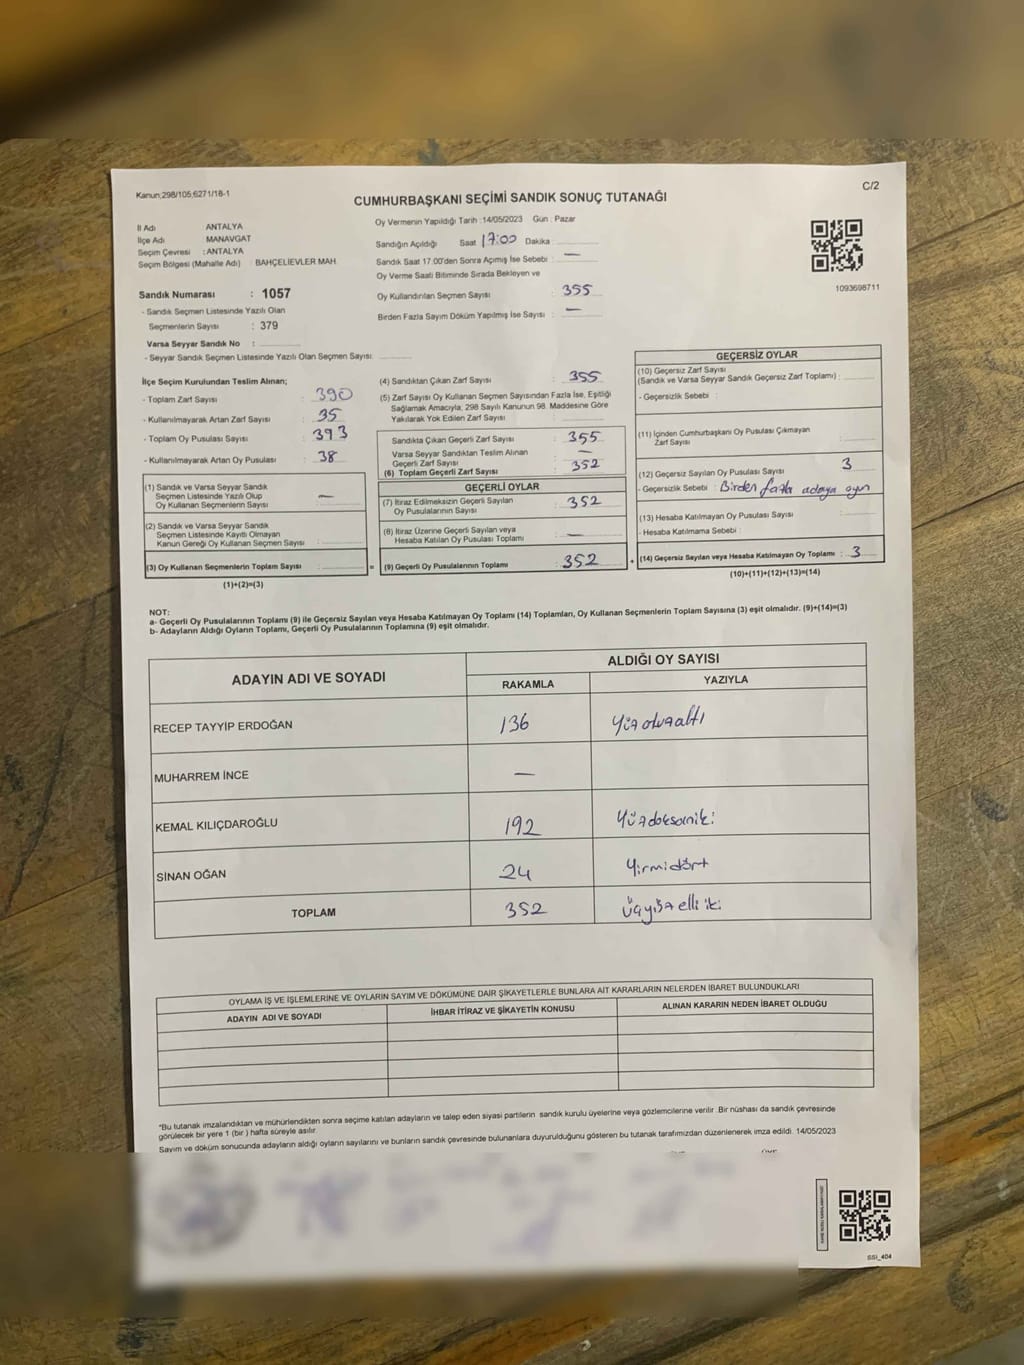 Kanun;298/105;6271/18-1
C/2
CUMHURBAŞKANI SEÇİMİ SANDIK SONUÇ TUTANAĞI
İl Adı ANTALYA
İlçe Adı MANAVGAT
Seçim Çevresi : ANTALYA
Seçim Bölgesi (Mahalle Adı) : BAHÇELİEVLER MAH.
Sandık Numarası : 1057
- Sandık Seçmen Listesinde Yazılı Olan
Seçmenlerin Sayısı : 379
Varsa Seyyar Sandık No :
- Seyyar Sandık Seçmen Listesinde Yazılı Olan Seçmen Sayısı:
Oy Vermenin Yapıldığı Tarih :14/05/2023 Gün : Pazar
Sandığın Açıldığı Saat 17:00 Dakika
Sandık Saat 17.00'den Sonra Açımış İse Sebebi : —
Oy Verme Saati Bitiminde Sırada Bekleyen ve
Oy Kullandırılan Seçmen Sayısı : 355
Birden Fazla Sayım Döküm Yapılmış İse Sayısı : —
1093698711
İlçe Seçim Kurulundan Teslim Alınan;
- Toplam Zarf Sayısı : 390
- Kullanılmayarak Artan Zarf Sayısı : 35
- Toplam Oy Pusulası Sayısı : 393
- Kullanılmayarak Artan Oy Pusulası : 38
(1) Sandık ve Varsa Seyyar Sandık
Seçmen Listesinde Yazılı Olup
Oy Kullanan Seçmenlerin Sayısı : —
(2) Sandık ve Varsa Seyyar Sandık
Seçmen Listesinde Kayıtlı Olmayan
Kanun Gereği Oy Kullanan Seçmen Sayısı :
(3) Oy Kullanan Seçmenlerin Toplam Sayısı :
(1)+(2)=(3)
(4) Sandıktan Çıkan Zarf Sayısı : 355
(5) Zarf Sayısı Oy Kullanan Seçmen Sayısından Fazla İse, Eşitliği
Sağlamak Amacıyla; 298 Sayılı Kanunun 98. Maddesine Göre
Yakılarak Yok Edilen Zarf Sayısı :
Sandıkta Çıkan Geçerli Zarf Sayısı : 355
Varsa Seyyar Sandıktan Teslim Alınan
Geçerli Zarf Sayısı : —
(6) Toplam Geçerli Zarf Sayısı : 352
GEÇERLİ OYLAR
(7) İtiraz Edilmeksizin Geçerli Sayılan
Oy Pusulalarının Sayısı : 352
(8) İtiraz Üzerine Geçerli Sayılan veya
Hesaba Katılan Oy Pusulası Toplamı : —
= (9) Geçerli Oy Pusulalarının Toplamı : 352
GEÇERSİZ OYLAR
(10) Geçersiz Zarf Sayısı
(Sandık ve Varsa Seyyar Sandık Geçersiz Zarf Toplamı) :
- Geçersizlik Sebebi :
(11) İçinden Cumhurbaşkanı Oy Pusulası Çıkmayan
Zarf Sayısı :
(12) Geçersiz Sayılan Oy Pusulası Sayısı : 3
- Geçersizlik Sebebi : Birden fazla adaya oyun
(13) Hesaba Katılmayan Oy Pusulası Sayısı :
- Hesaba Katılmama Sebebi :
+ (14) Geçersiz Sayılan veya Hesaba Katılmayan Oy Toplamı : 3
(10)+(11)+(12)+(13)=(14)
NOT:
a- Geçerli Oy Pusulalarının Toplamı (9) ile Geçersiz Sayılan veya Hesaba Katılmayan Oy Toplamı (14) Toplamları, Oy Kullanan Seçmenlerin Toplam Sayısına (3) eşit olmalıdır. (9)+(14)=(3)
b- Adayların Aldığı Oyların Toplamı, Geçerli Oy Pusulalarının Toplamına (9) eşit olmalıdır.
ADAYIN ADI VE SOYADI
ALDIĞI OY SAYISI
RAKAMLA YAZIYLA
RECEP TAYYİP ERDOĞAN 136 Yüzotuzaltı
MUHARREM İNCE —
KEMAL KILIÇDAROĞLU 192 Yüzdoksaniki
SİNAN OĞAN 24 Yirmidört
TOPLAM 352 Üçyüzelliiki
OYLAMA İŞ VE İŞLEMLERİNE VE OYLARIN SAYIM VE DÖKÜMÜNE DAİR ŞİKAYETLERLE BUNLARA AİT KARARLARIN NELERDEN İBARET BULUNDUKLARI
ADAYIN ADI VE SOYADI İHBAR İTİRAZ VE ŞİKAYETİN KONUSU ALINAN KARARIN NEDEN İBARET OLDUĞU
*Bu tutanak imzalandıktan ve mühürlendikten sonra seçime katılan adayların ve talep eden siyasi partilerin sandık kurulu üyelerine veya gözlemcilerine verilir. Bir nüshası da sandık çevresinde
görülecek bir yere 1 (bir ) hafta süreyle asılır.
Sayım ve döküm sonucunda adayların aldığı oyların sayılarını ve bunların sandık çevresinde bulunanlara duyurulduğunu gösteren bu tutanak tarafımızdan düzenlenerek imza edildi. 14/05/2023
SSI_404